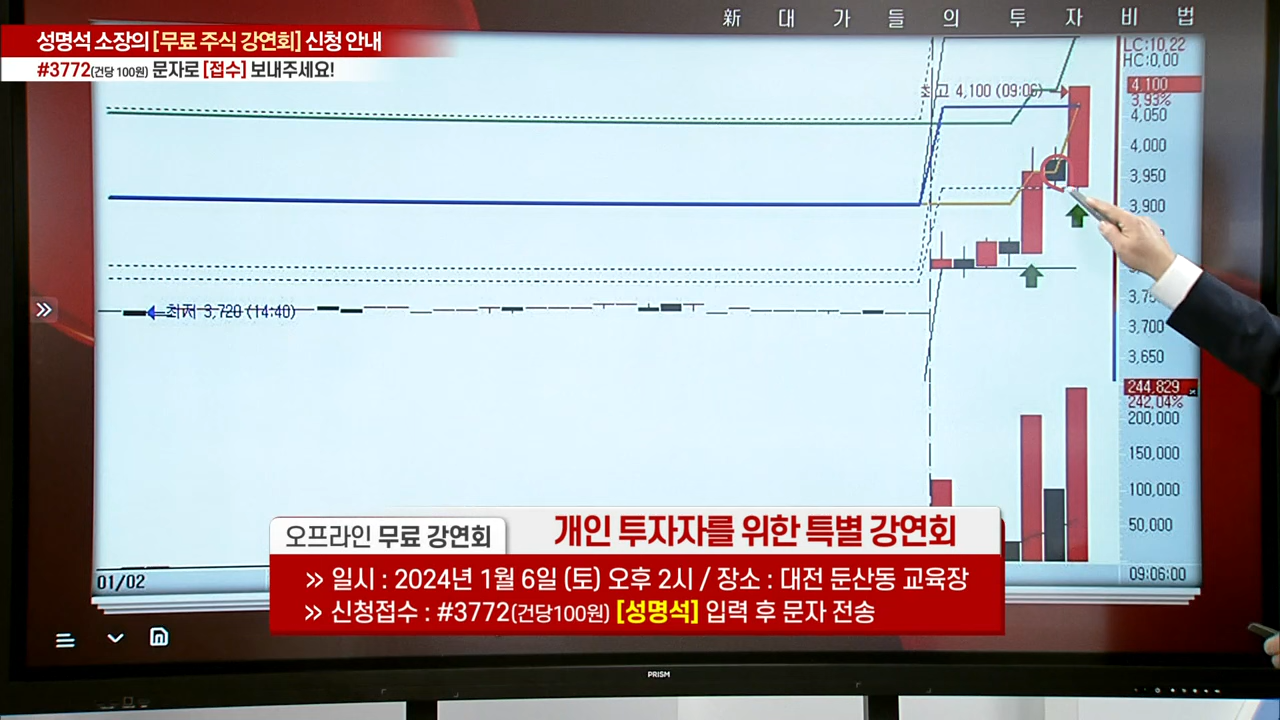 新 대 가 들 의 투 자 비 법
성명석 소장의 [무료 주식 강연회] 신청 안내
#3772(건당 100원) 문자로 [접수] 보내주세요!
LC:10,22
HC:0,00
최고 4,100 (09:06)
4,100
3,93%
4,050
4,000
3,950
3,900
최저 3,720 (14:40)
3,700
3,650
244,829
242,04%
200,000
150,000
100,000
50,000
01/02
09:06:00
오프라인 무료 강연회
개인 투자자를 위한 특별 강연회
» 일시 : 2024년 1월 6일 (토) 오후 2시 / 장소 : 대전 둔산동 교육장
» 신청접수 : #3772(건당100원) [성명석] 입력 후 문자 전송
PRISM